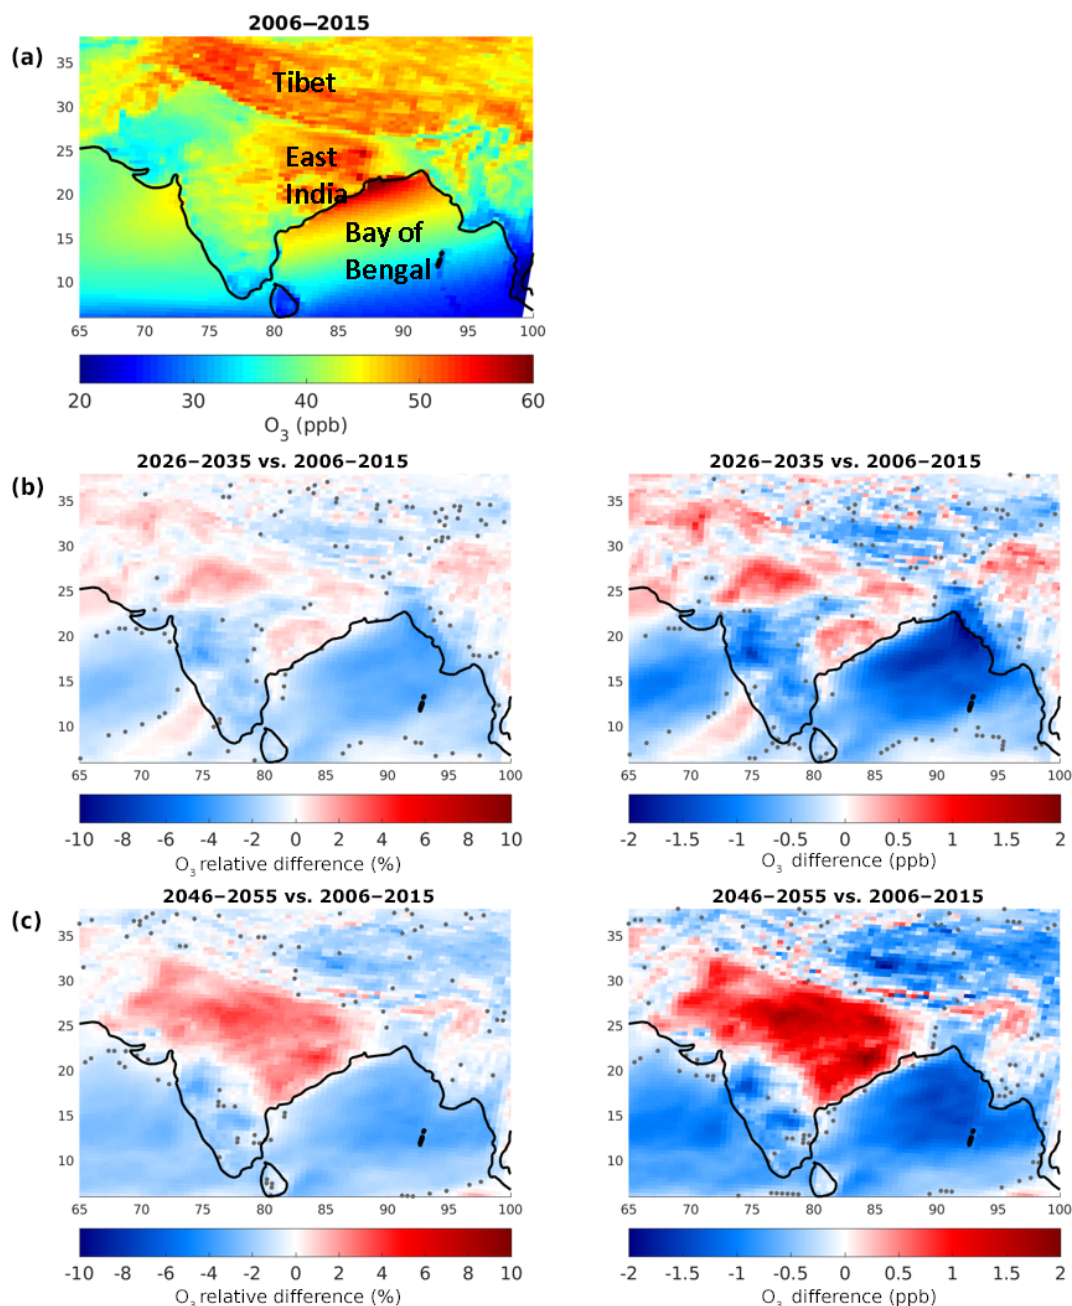 2006−2015
(a)
35
30
25
20
15
10
Tibet
East
India
Bay of
Bengal
65 70 75 80 85 90 95 100
20 30 40 50 60
O3 (ppb)
(b)
2026−2035 vs. 2006−2015
35
30
25
20
15
10
65 70 75 80 85 90 95 100
-10 -8 -6 -4 -2 0 2 4 6 8 10
O3 relative difference (%)
2026−2035 vs. 2006−2015
35
30
25
20
15
10
65 70 75 80 85 90 95 100
-2 -1.5 -1 -0.5 0 0.5 1 1.5 2
O3 difference (ppb)
(c)
2046−2055 vs. 2006−2015
35
30
25
20
15
10
65 70 75 80 85 90 95 100
-10 -8 -6 -4 -2 0 2 4 6 8 10
O3 relative difference (%)
2046−2055 vs. 2006−2015
35
30
25
20
15
10
65 70 75 80 85 90 95 100
-2 -1.5 -1 -0.5 0 0.5 1 1.5 2
O3 difference (ppb)